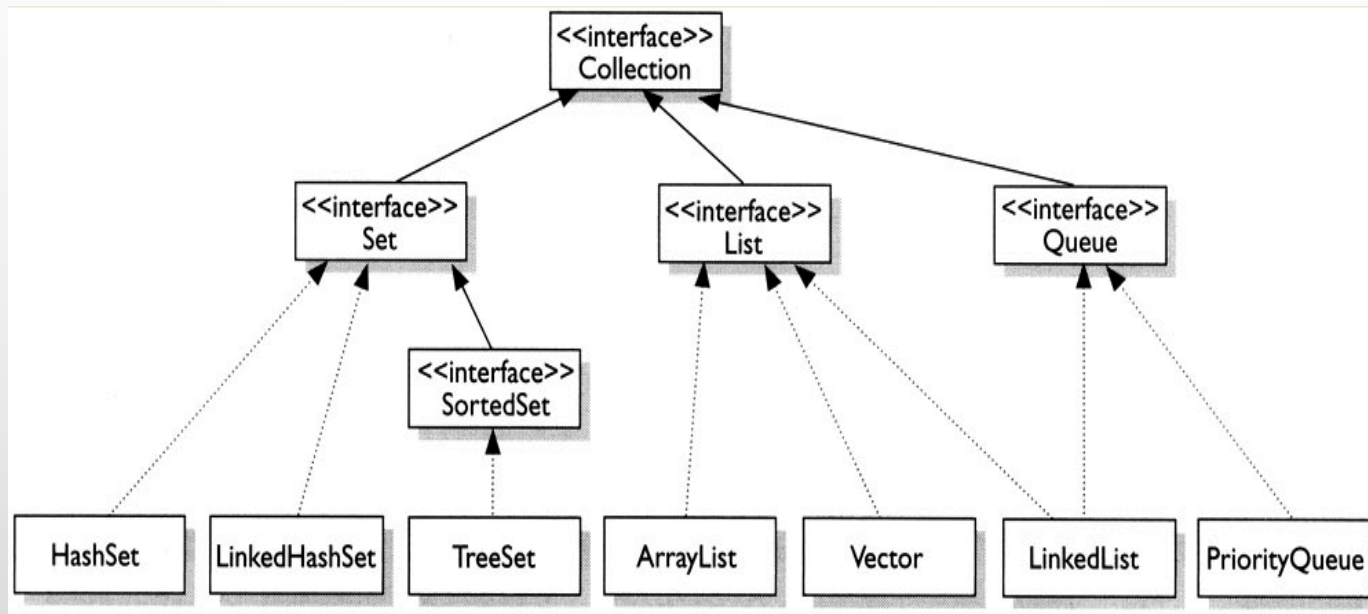 <<interface>>
Collection
<<interface>>
Set
<<interface>>
List
<<interface>>
Queue
<<interface>>
SortedSet
HashSet
LinkedHashSet
TreeSet
ArrayList
Vector
LinkedList
PriorityQueue